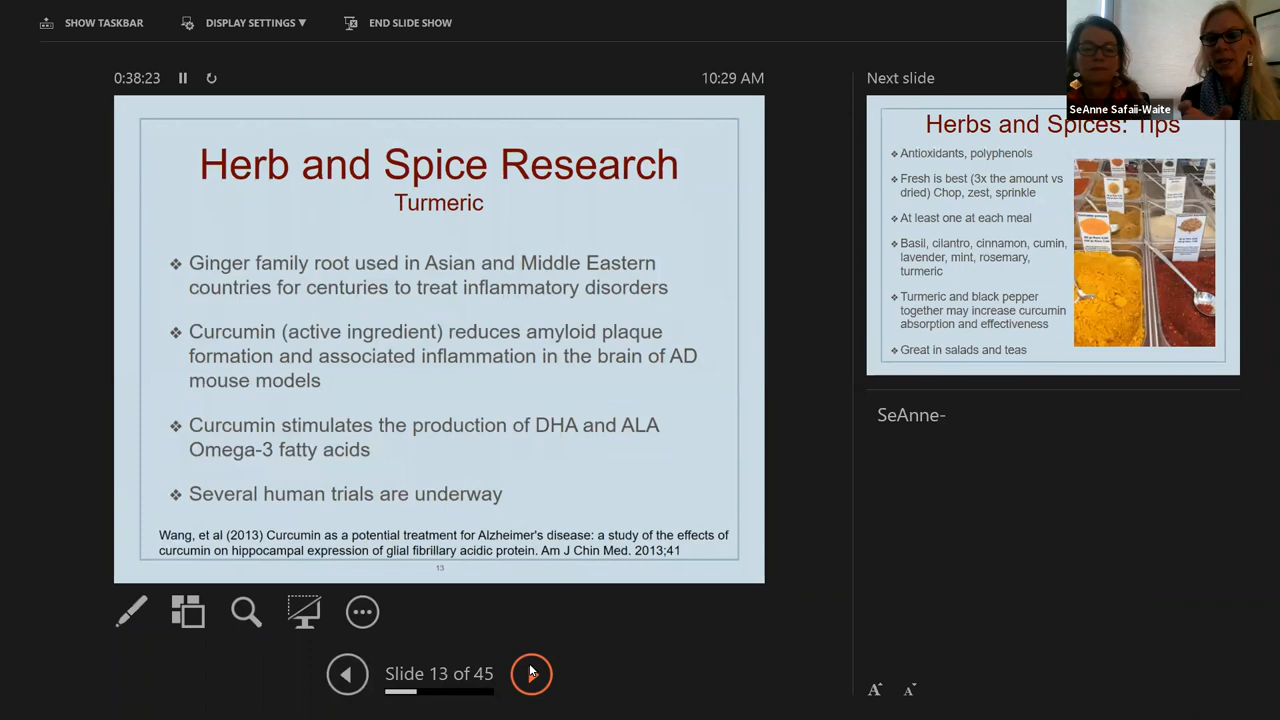 SHOW TASKBAR
DISPLAY SETTINGS ▼
END SLIDE SHOW
0:38:23
10:29 AM
Herb and Spice Research
Turmeric
❖ Ginger family root used in Asian and Middle Eastern
countries for centuries to treat inflammatory disorders
❖ Curcumin (active ingredient) reduces amyloid plaque
formation and associated inflammation in the brain of AD
mouse models
❖ Curcumin stimulates the production of DHA and ALA
Omega-3 fatty acids
❖ Several human trials are underway
Wang, et al (2013) Curcumin as a potential treatment for Alzheimer's disease: a study of the effects of
curcumin on hippocampal expression of glial fibrillary acidic protein. Am J Chin Med. 2013;41
13
Slide 13 of 45
Next slide
SeAnne Safaii-Waite
Herbs and Spices: Tips
❖ Antioxidants, polyphenols
❖ Fresh is best (3x the amount vs
dried) Chop, zest, sprinkle
❖ At least one at each meal
❖ Basil, cilantro, cinnamon, cumin,
lavender, mint, rosemary,
turmeric
❖ Turmeric and black pepper
together may increase curcumin
absorption and effectiveness
❖ Great in salads and teas
SeAnne-
A A